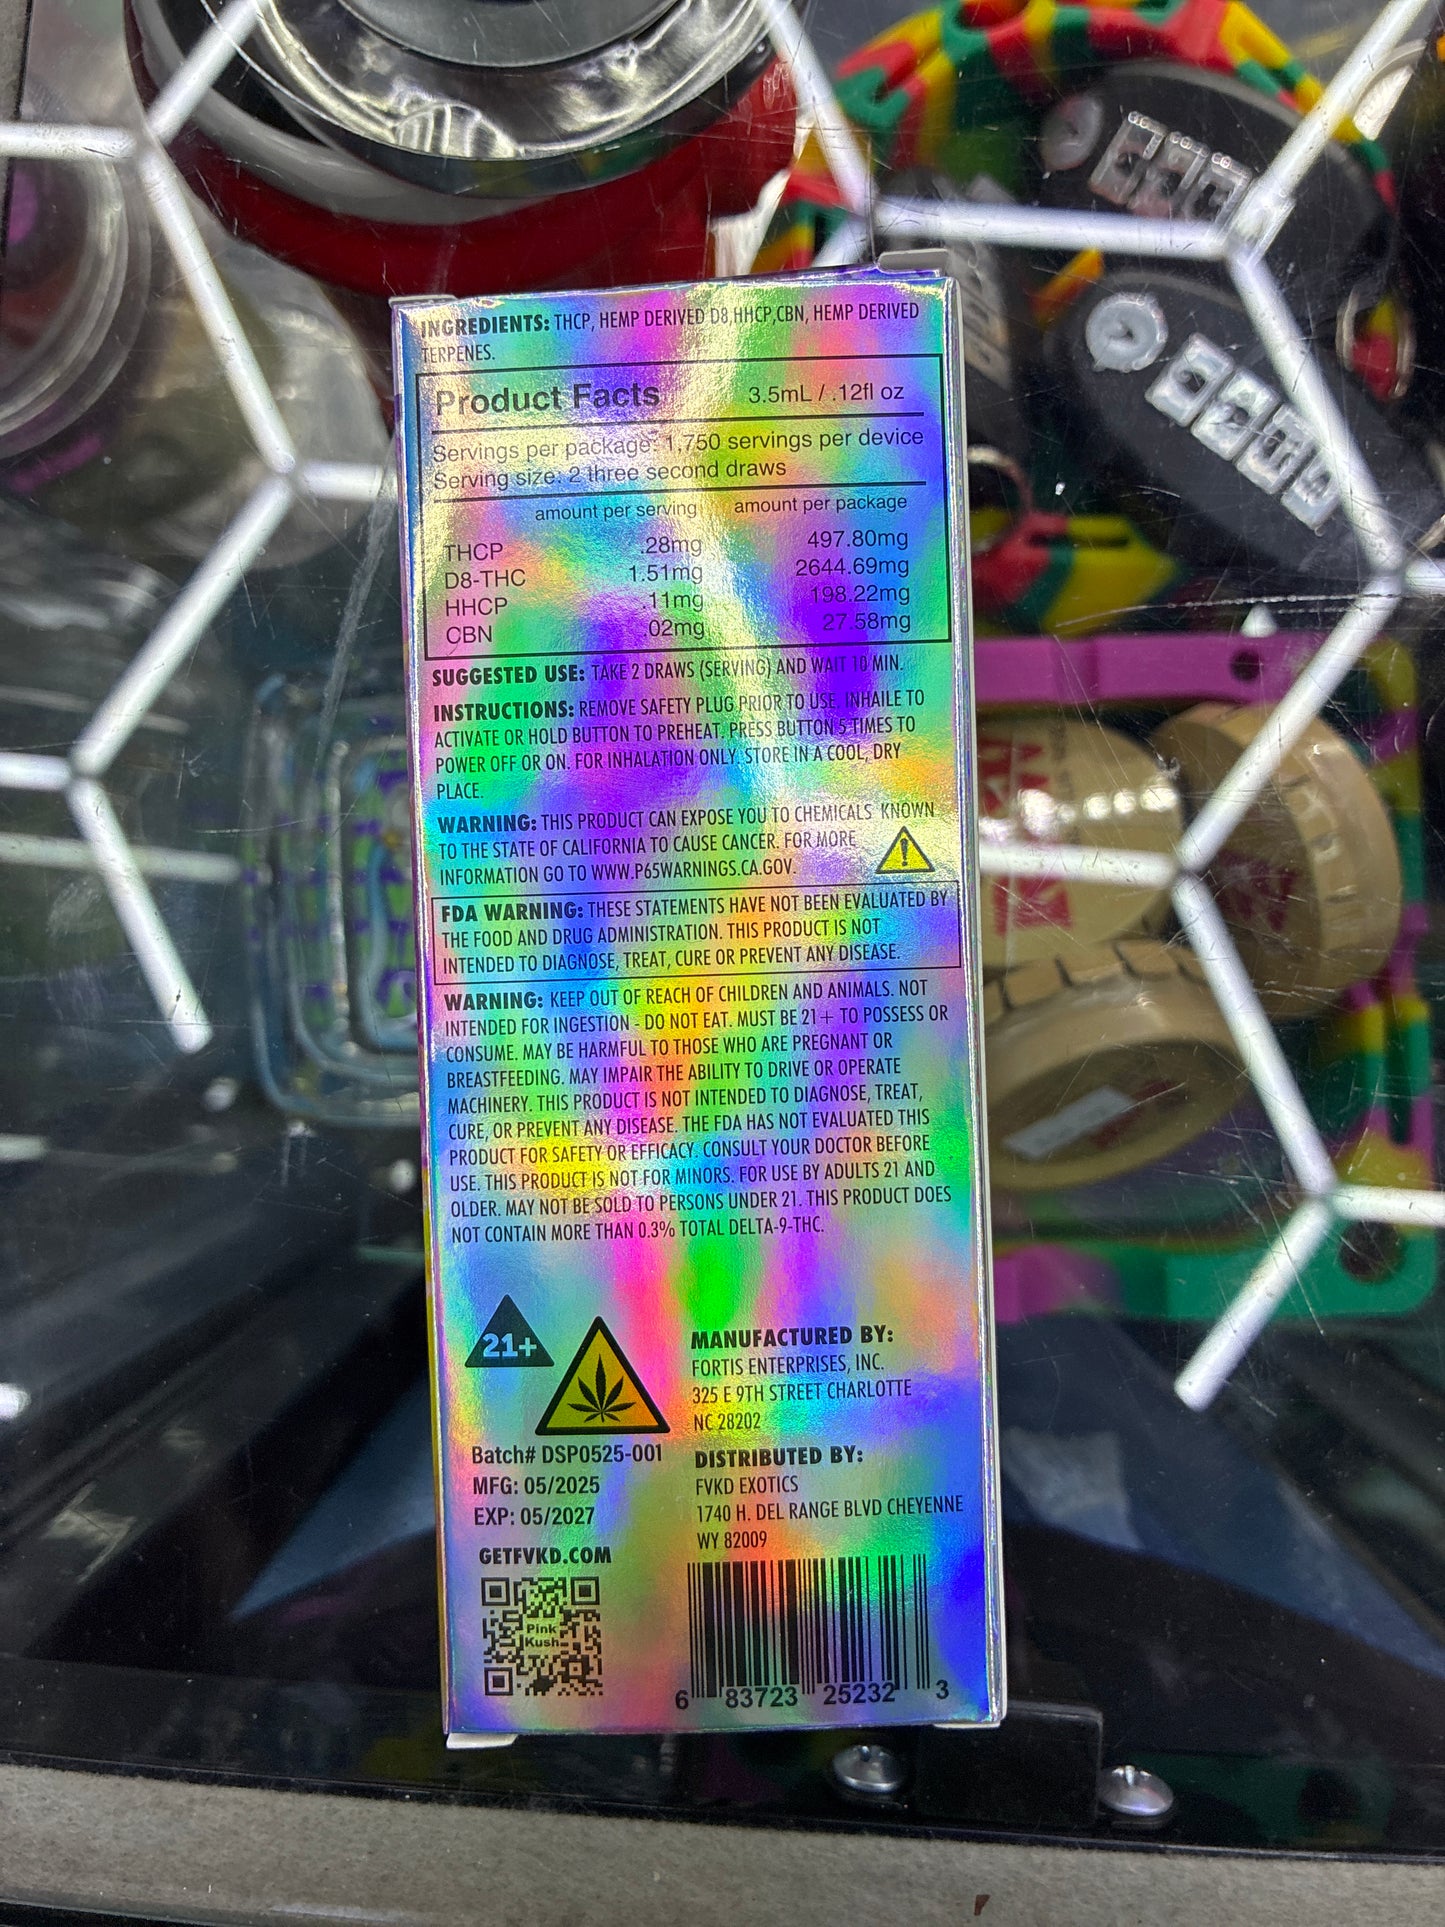 INGREDIENTS: THCP, HEMP DERIVED D8,HHCP,CBN, HEMP DERIVED
TERPENES.
Product Facts 3.5mL / .12fl oz
Servings per package: 1,750 servings per device
Serving size: 2 three second draws
amount per serving amount per package
THCP .28mg 497.80mg
D8-THC 1.51mg 2644.69mg
HHCP .11mg 198.22mg
CBN .02mg 27.58mg
SUGGESTED USE: TAKE 2 DRAWS (SERVING) AND WAIT 10 MIN.
INSTRUCTIONS: REMOVE SAFETY PLUG PRIOR TO USE, INHAILE TO
ACTIVATE OR HOLD BUTTON TO PREHEAT. PRESS BUTTON 5 TIMES TO
POWER OFF OR ON. FOR INHALATION ONLY. STORE IN A COOL, DRY
PLACE.
WARNING: THIS PRODUCT CAN EXPOSE YOU TO CHEMICALS KNOWN
TO THE STATE OF CALIFORNIA TO CAUSE CANCER. FOR MORE
INFORMATION GO TO WWW.P65WARNINGS.CA.GOV.
FDA WARNING: THESE STATEMENTS HAVE NOT BEEN EVALUATED BY
THE FOOD AND DRUG ADMINISTRATION. THIS PRODUCT IS NOT
INTENDED TO DIAGNOSE, TREAT, CURE OR PREVENT ANY DISEASE.
WARNING: KEEP OUT OF REACH OF CHILDREN AND ANIMALS. NOT
INTENDED FOR INGESTION - DO NOT EAT. MUST BE 21+ TO POSSESS OR
CONSUME. MAY BE HARMFUL TO THOSE WHO ARE PREGNANT OR
BREASTFEEDING. MAY IMPAIR THE ABILITY TO DRIVE OR OPERATE
MACHINERY. THIS PRODUCT IS NOT INTENDED TO DIAGNOSE, TREAT,
CURE, OR PREVENT ANY DISEASE. THE FDA HAS NOT EVALUATED THIS
PRODUCT FOR SAFETY OR EFFICACY. CONSULT YOUR DOCTOR BEFORE
USE. THIS PRODUCT IS NOT FOR MINORS. FOR USE BY ADULTS 21 AND
OLDER. MAY NOT BE SOLD TO PERSONS UNDER 21. THIS PRODUCT DOES
NOT CONTAIN MORE THAN 0.3% TOTAL DELTA-9-THC.
21+
MANUFACTURED BY:
FORTIS ENTERPRISES, INC.
325 E 9TH STREET CHARLOTTE
NC 28202
Batch# DSP0525-001
MFG: 05/2025
EXP: 05/2027
DISTRIBUTED BY:
FVKD EXOTICS
1740 H. DEL RANGE BLVD CHEYENNE
WY 82009
GETFVKD.COM
Pink
Kush
6 83723 25232 3